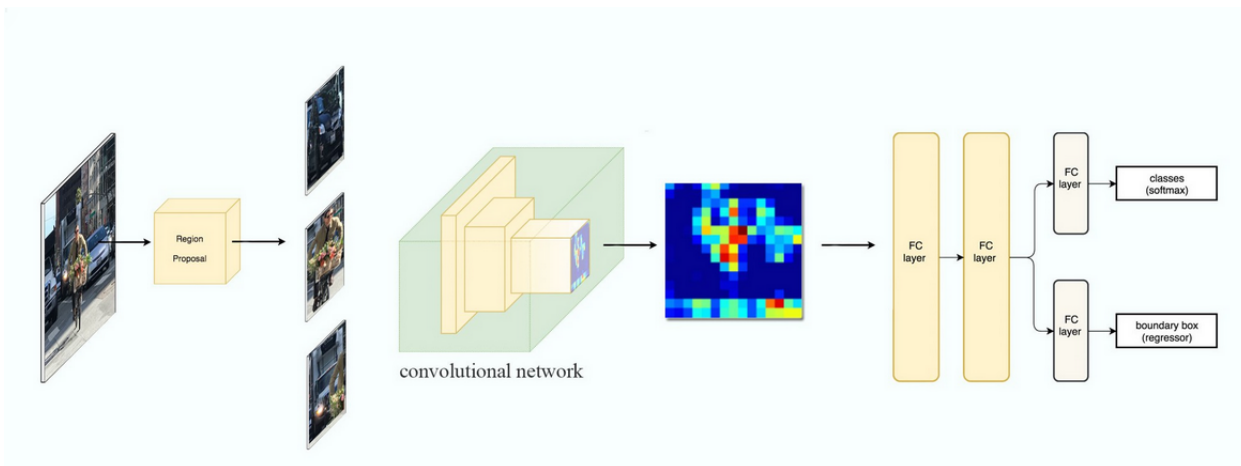 Region
Proposal
convolutional network
FC
layer
FC
layer
FC
layer
classes
(softmax)
FC
layer
boundary box
(regressor)